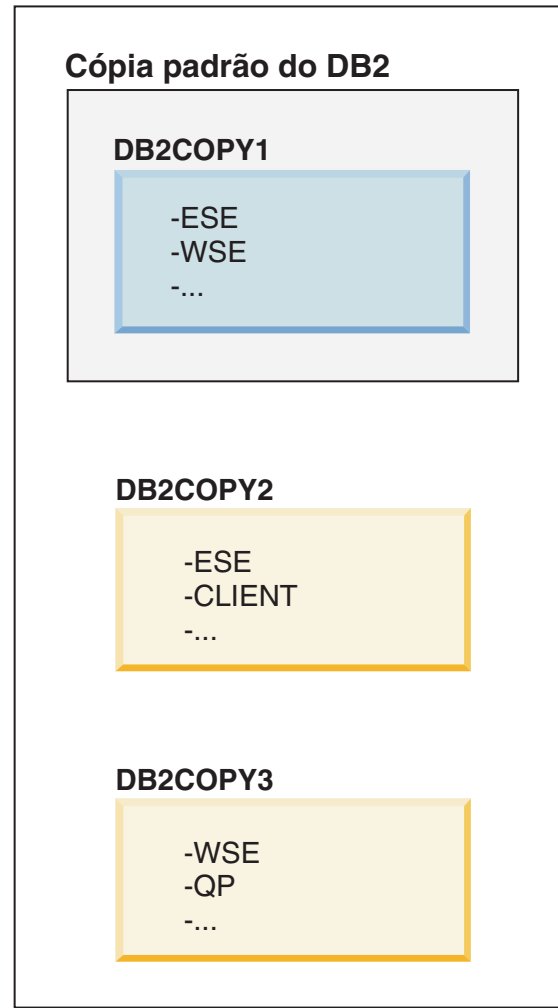 Cópia padrão do DB2
DB2COPY1
-ESE
-WSE
-...
DB2COPY2
-ESE
-CLIENT
-...
DB2COPY3
-WSE
-QP
-...